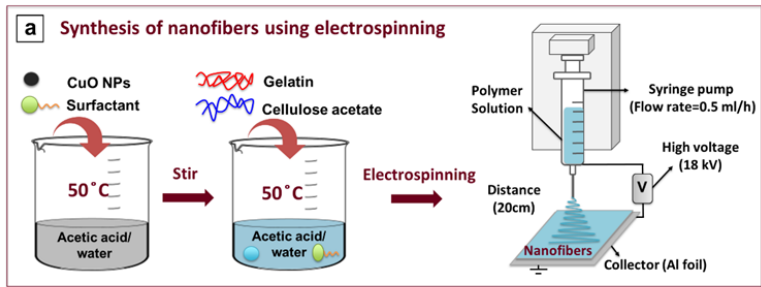 a Synthesis of nanofibers using electrospinning
CuO NPs
Surfactant
Gelatin
Cellulose acetate
50˚C
Acetic acid/
water
Stir
50˚C
Acetic acid/
water
Electrospinning
Polymer
Solution
Syringe pump
(Flow rate=0.5 ml/h)
High voltage
(18 kV)
V
Distance
(20cm)
Nanofibers
Collector (Al foil)